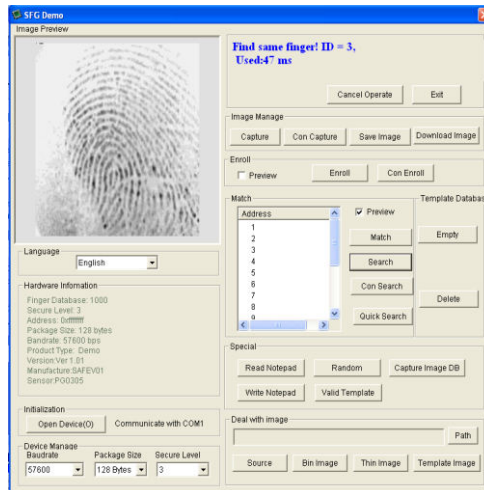 SFG Demo
Image Preview
Find same finger! ID = 3,
Used:47 ms
Cancel Operate Exit
Image Manage
Capture Con Capture Save Image Download Image
Enroll
Preview Enroll Con Enroll
Match Template Databas
Address Preview
1
2
3
4
5
6
7
8
9
Match Empty
Search
Con Search Delete
Quick Search
Language
English
Hardware Infomation
Finger Database: 1000
Secure Level: 3
Address: 0xffffffff
Package Size: 128 bytes
Bandrate: 57600 bps
Product Type: Demo
Version:Ver 1.01
Manufacture:SAFEV01
Sensor:PG0305
Special
Read Notepad Random Capture Image DB
Write Notepad Valid Template
Initialization
Open Device(O) Communicate with COM1
Device Manage
Baudrate Package Size Secure Level
57600 128 Bytes 3
Deal with image
Path
Source Bin Image Thin Image Template Image